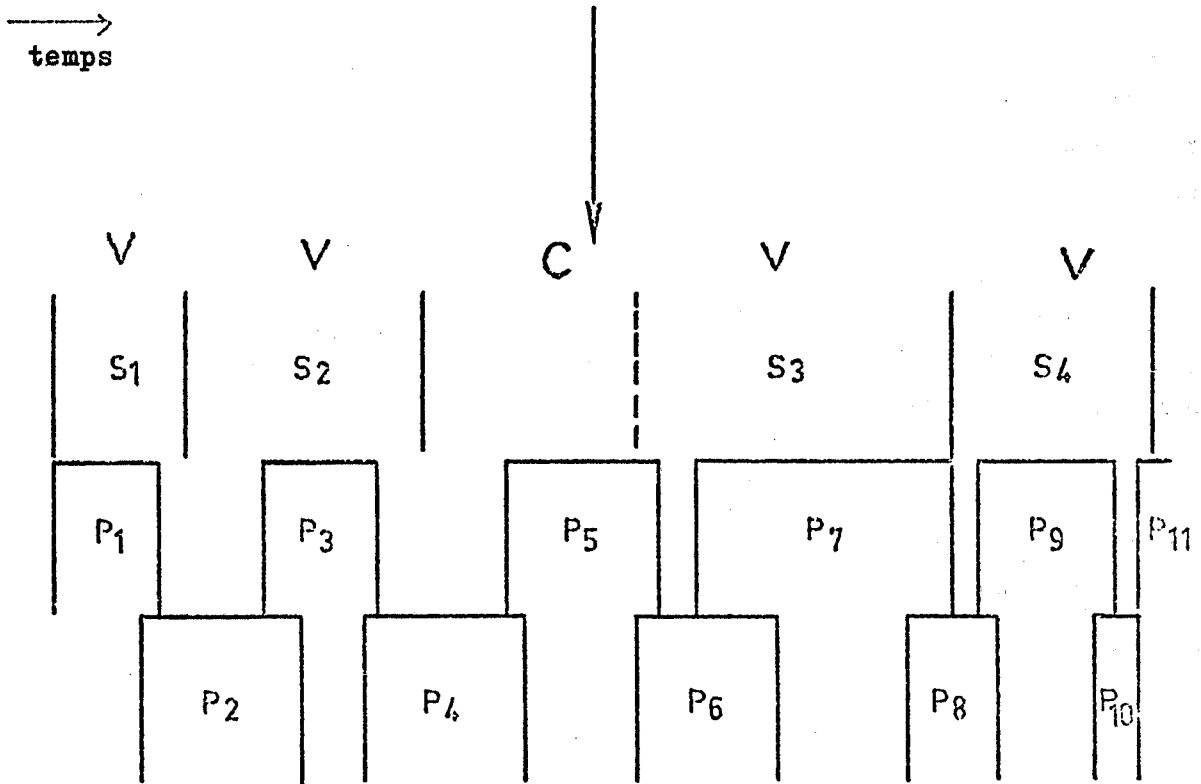 temps
V V C V V
S1 S2 S3 S4
P1 P3 P5 P7 P9 P11
P2 P4 P6 P8 P10